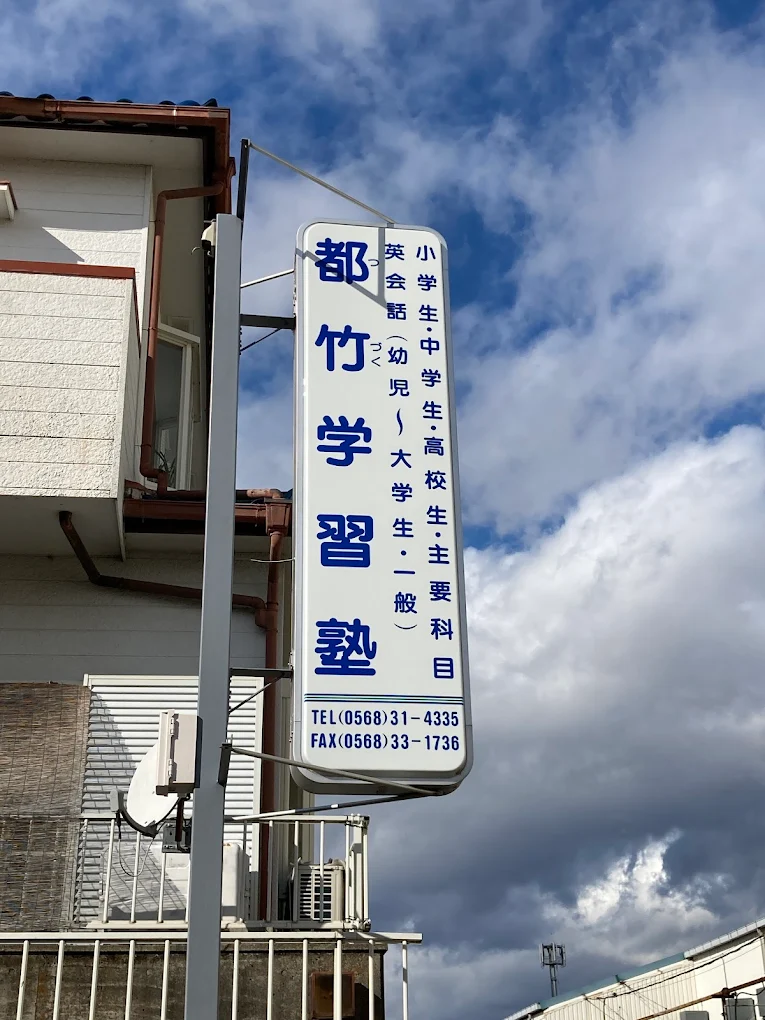 小学生・中学生・高校生・主要科目
英会話（幼児〜大学生・一般）
都竹学習塾
つづく
TEL(0568)31-4335
FAX(0568)33-1736